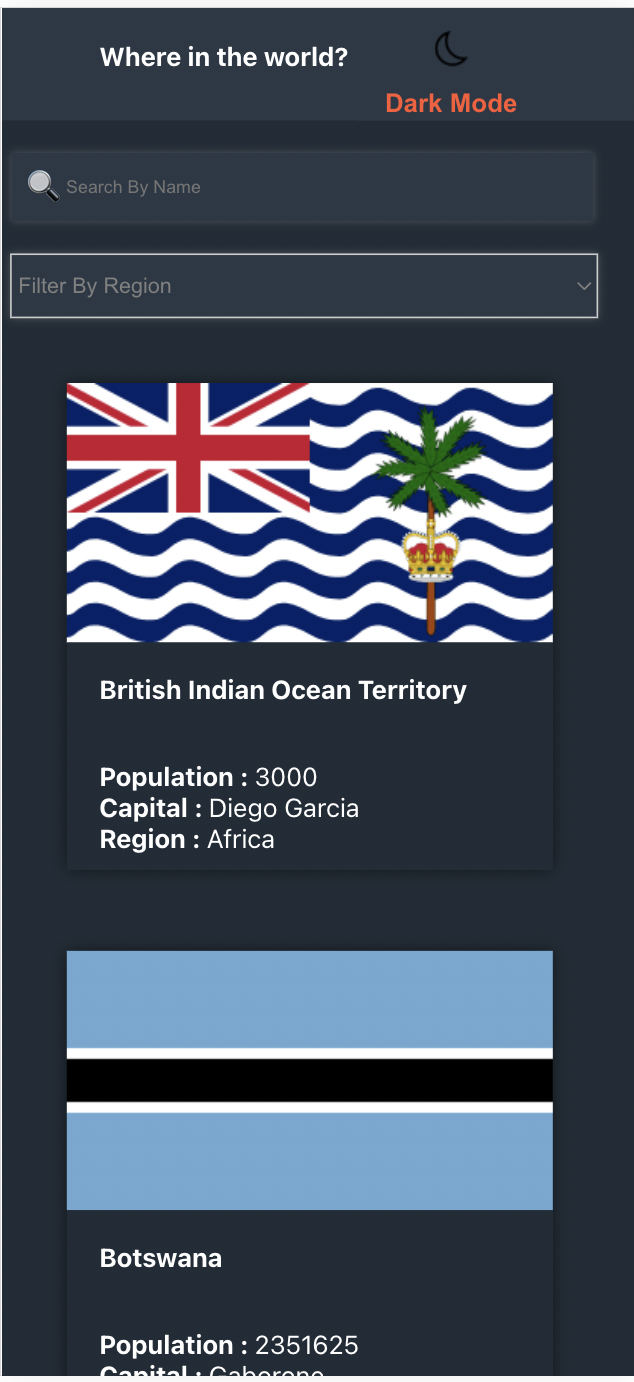 Where in the world?
Dark Mode
Search By Name
Filter By Region
British Indian Ocean Territory
Population : 3000
Capital : Diego Garcia
Region : Africa
Botswana
Population : 2351625
Capital : Gaborone